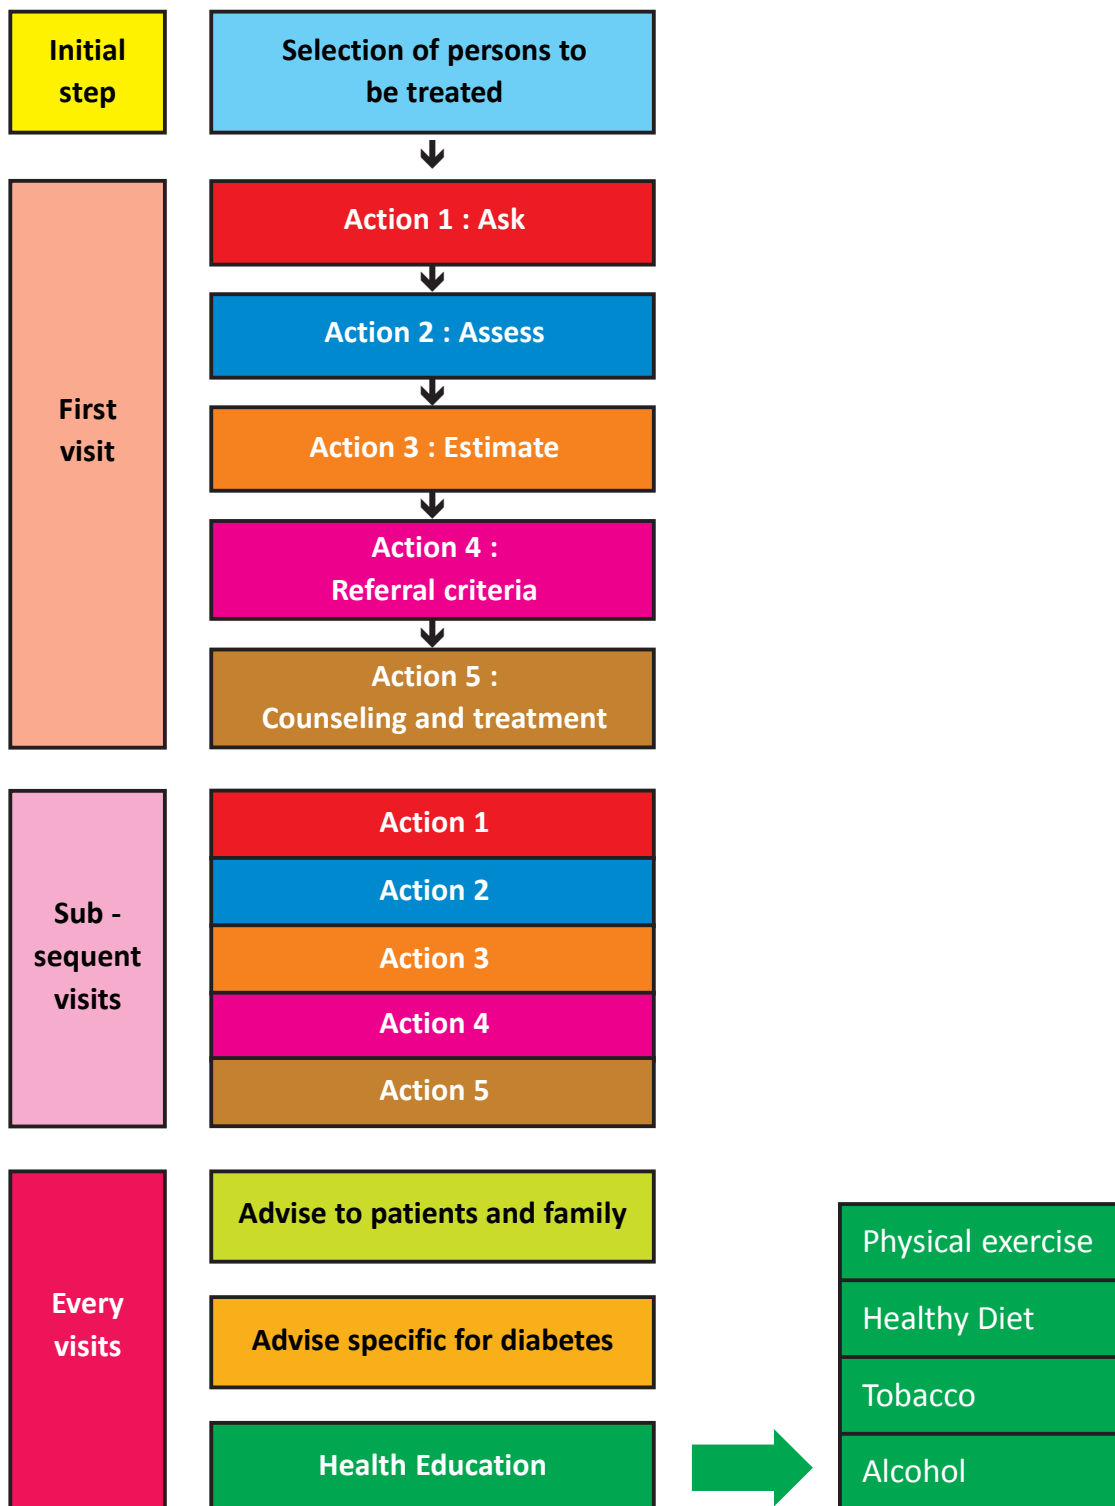 Initial
step
Selection of persons to
be treated
First
visit
Action 1 : Ask
Action 2 : Assess
Action 3 : Estimate
Action 4 :
Referral criteria
Action 5 :
Counseling and treatment
Sub -
sequent
visits
Action 1
Action 2
Action 3
Action 4
Action 5
Every
visits
Advise to patients and family
Advise specific for diabetes
Health Education
Physical exercise
Healthy Diet
Tobacco
Alcohol